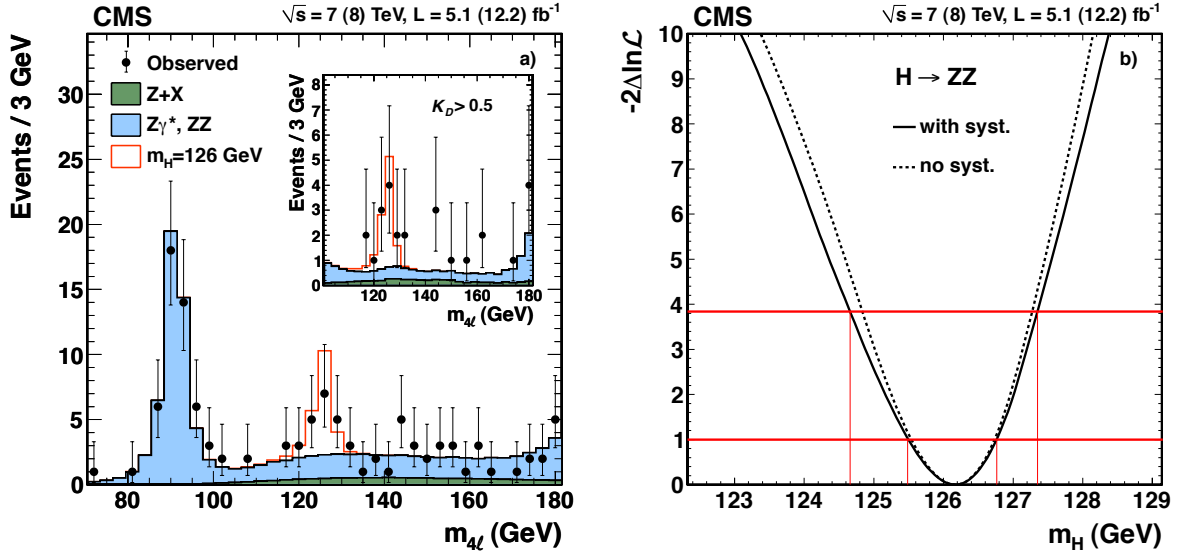 CMS
√s = 7 (8) TeV, L = 5.1 (12.2) fb⁻¹
a)
Events / 3 GeV
Observed
Z+X
Zγ*, ZZ
m_H=126 GeV
30
25
20
15
10
5
0
80 100 120 140 160 180
m_4ℓ (GeV)
Events / 3 GeV
K_D > 0.5
8
7
6
5
4
3
2
1
0
120 140 160 180
m_4ℓ (GeV)
CMS
√s = 7 (8) TeV, L = 5.1 (12.2) fb⁻¹
b)
-2Δlnℒ
H → ZZ
with syst.
no syst.
10
9
8
7
6
5
4
3
2
1
0
123 124 125 126 127 128 129
m_H (GeV)